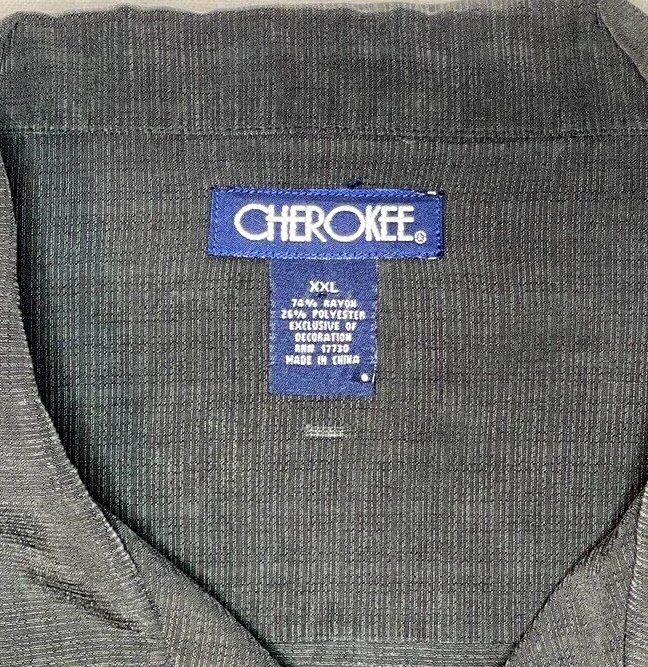 CHEROKEE®
XXL
74% RAYON
26% POLYESTER
EXCLUSIVE OF
DECORATION
RN# 17730
MADE IN CHINA